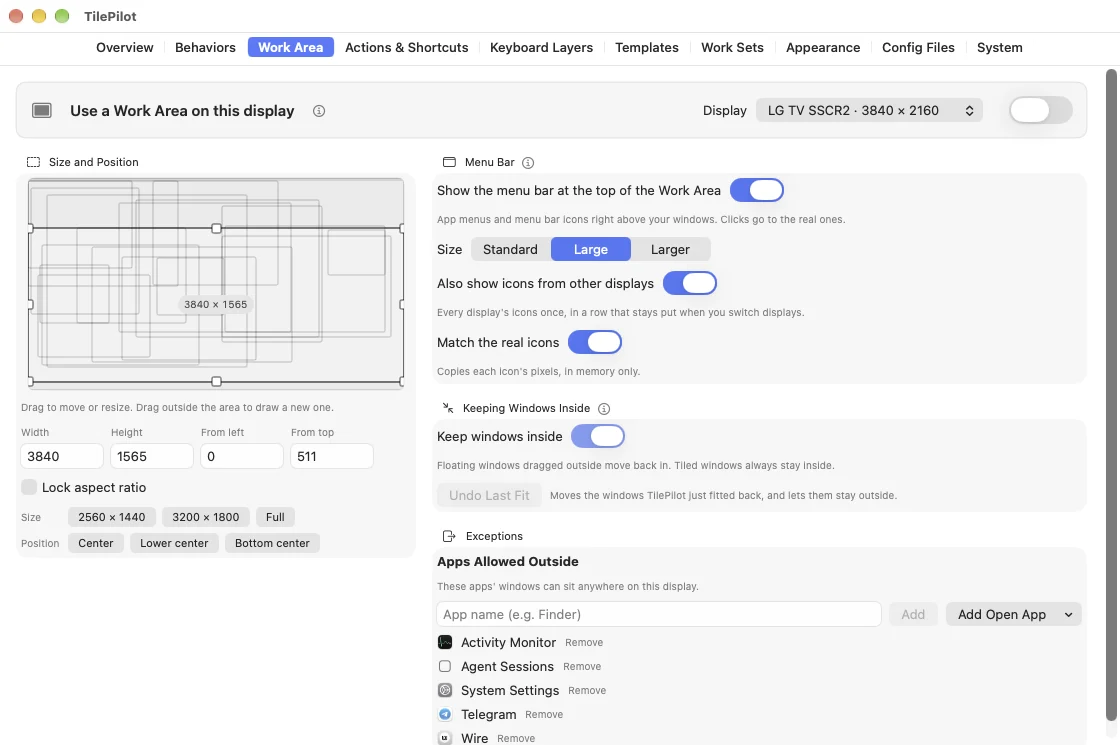 TilePilot
Overview Behaviors Work Area Actions & Shortcuts Keyboard Layers Templates Work Sets Appearance Config Files System
Use a Work Area on this display
Display LG TV SSCR2 · 3840 × 2160
Size and Position
3840 × 1565
Drag to move or resize. Drag outside the area to draw a new one.
Width Height From left From top
3840 1565 0 511
Lock aspect ratio
Size 2560 × 1440 3200 × 1800 Full
Position Center Lower center Bottom center
Menu Bar
Show the menu bar at the top of the Work Area
App menus and menu bar icons right above your windows. Clicks go to the real ones.
Size Standard Large Larger
Also show icons from other displays
Every display's icons once, in a row that stays put when you switch displays.
Match the real icons
Copies each icon's pixels, in memory only.
Keeping Windows Inside
Keep windows inside
Floating windows dragged outside move back in. Tiled windows always stay inside.
Undo Last Fit Moves the windows TilePilot just fitted back, and lets them stay outside.
Exceptions
Apps Allowed Outside
These apps' windows can sit anywhere on this display.
App name (e.g. Finder) Add Add Open App
Activity Monitor Remove
Agent Sessions Remove
System Settings Remove
Telegram Remove
Wire Remove